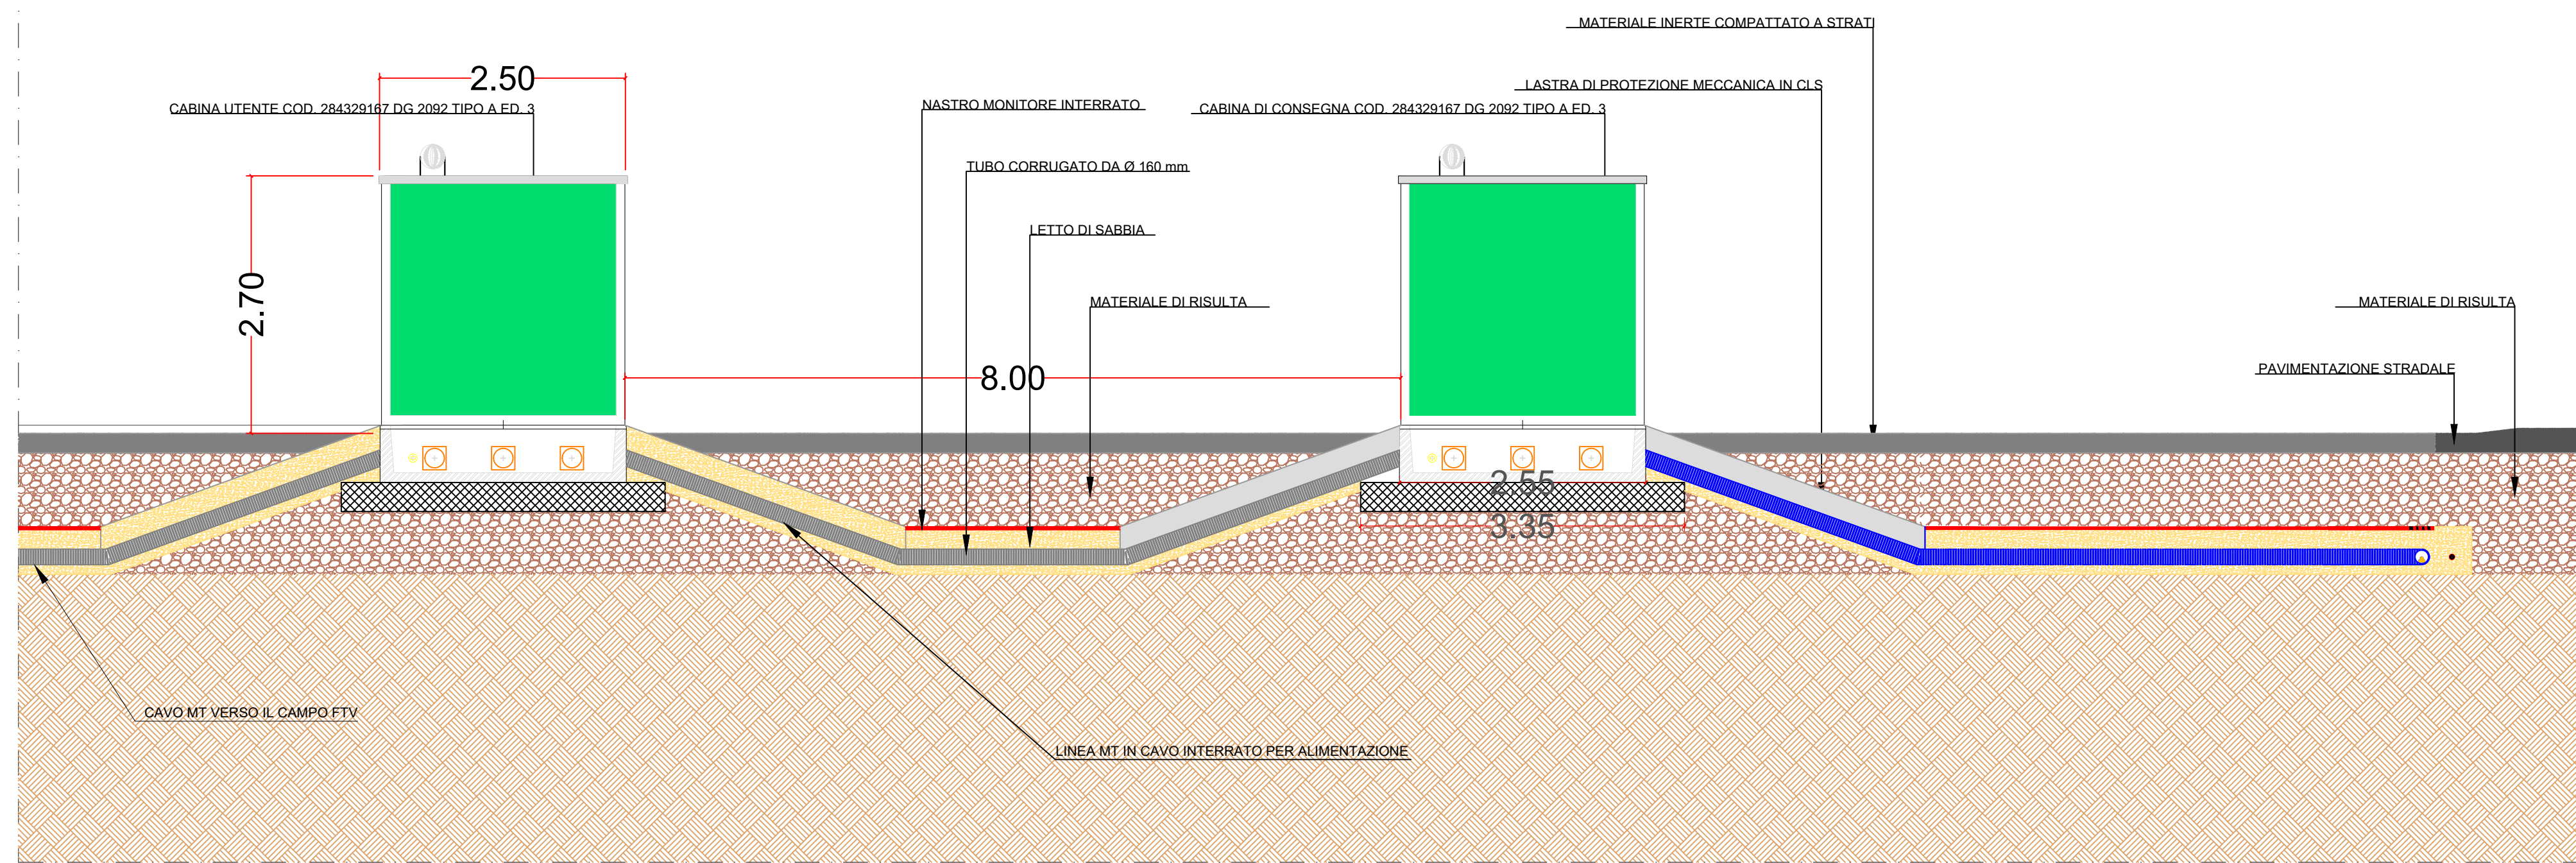 MATERIALE INERTE COMPATTATO A STRATI
2.50
LASTRA DI PROTEZIONE MECCANICA IN CLS
CABINA UTENTE COD. 284329167 DG 2092 TIPO A ED. 3
NASTRO MONITORE INTERRATO
CABINA DI CONSEGNA COD. 284329167 DG 2092 TIPO A ED. 3
TUBO CORRUGATO DA Ø 160 mm
LETTO DI SABBIA
2.70
MATERIALE DI RISULTA
MATERIALE DI RISULTA
8.00
PAVIMENTAZIONE STRADALE
2.55
3.35
CAVO MT VERSO IL CAMPO FTV
LINEA MT IN CAVO INTERRATO PER ALIMENTAZIONE